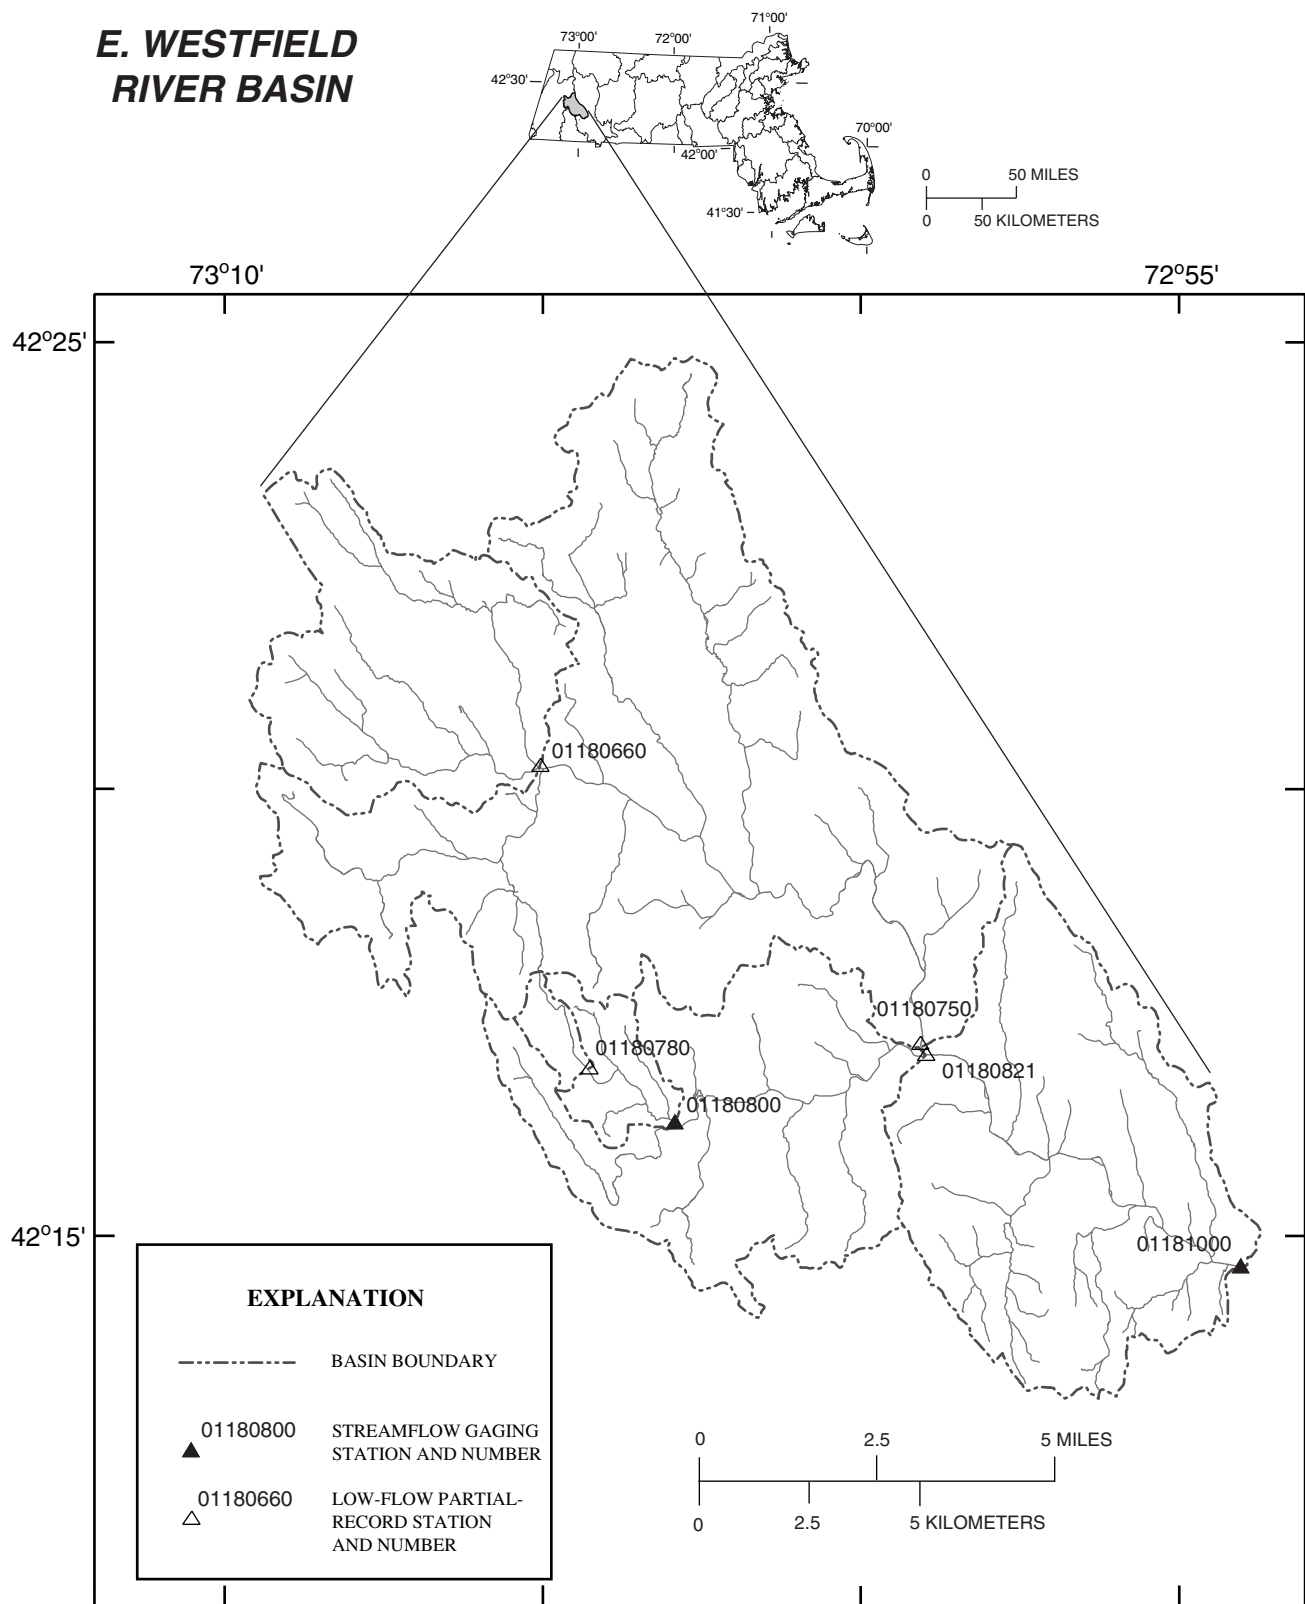 E. WESTFIELD
RIVER BASIN
71°00'
73°00'
72°00'
42°30'
70°00'
42°00'
41°30'
0 50 MILES
0 50 KILOMETERS
73°10'
72°55'
42°25'
01180660
01180750
01180780
01180821
01180800
42°15'
01181000
EXPLANATION
BASIN BOUNDARY
01180800 STREAMFLOW GAGING
STATION AND NUMBER
01180660 LOW-FLOW PARTIAL-
RECORD STATION
AND NUMBER
0 2.5 5 MILES
0 2.5 5 KILOMETERS